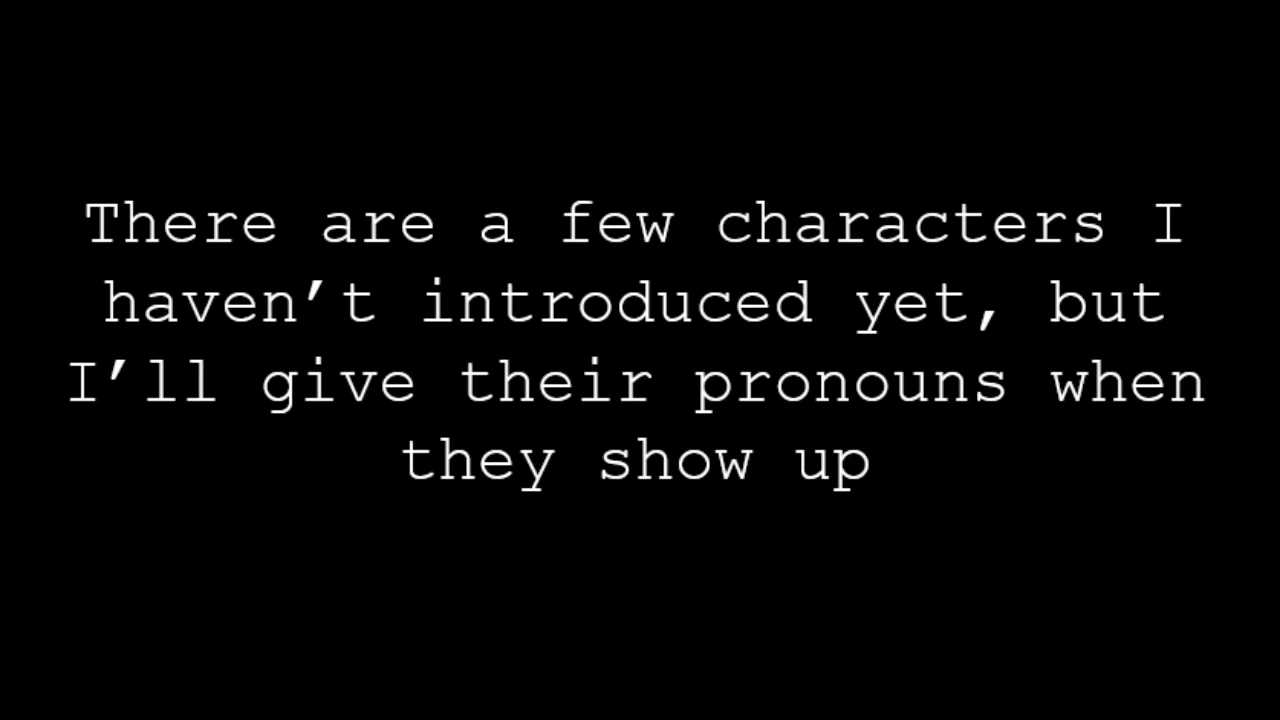 There are a few characters I
haven’t introduced yet, but
I’ll give their pronouns when
they show up